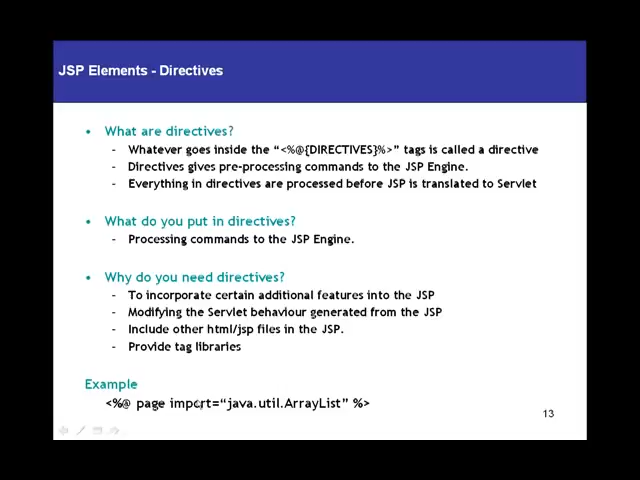 JSP Elements - Directives
• What are directives?
- Whatever goes inside the “<%@{DIRECTIVES}%>” tags is called a directive
- Directives gives pre-processing commands to the JSP Engine.
- Everything in directives are processed before JSP is translated to Servlet
• What do you put in directives?
- Processing commands to the JSP Engine.
• Why do you need directives?
- To incorporate certain additional features into the JSP
- Modifying the Servlet behaviour generated from the JSP
- Include other html/jsp files in the JSP.
- Provide tag libraries
Example
<%@ page import=“java.util.ArrayList” %>
13